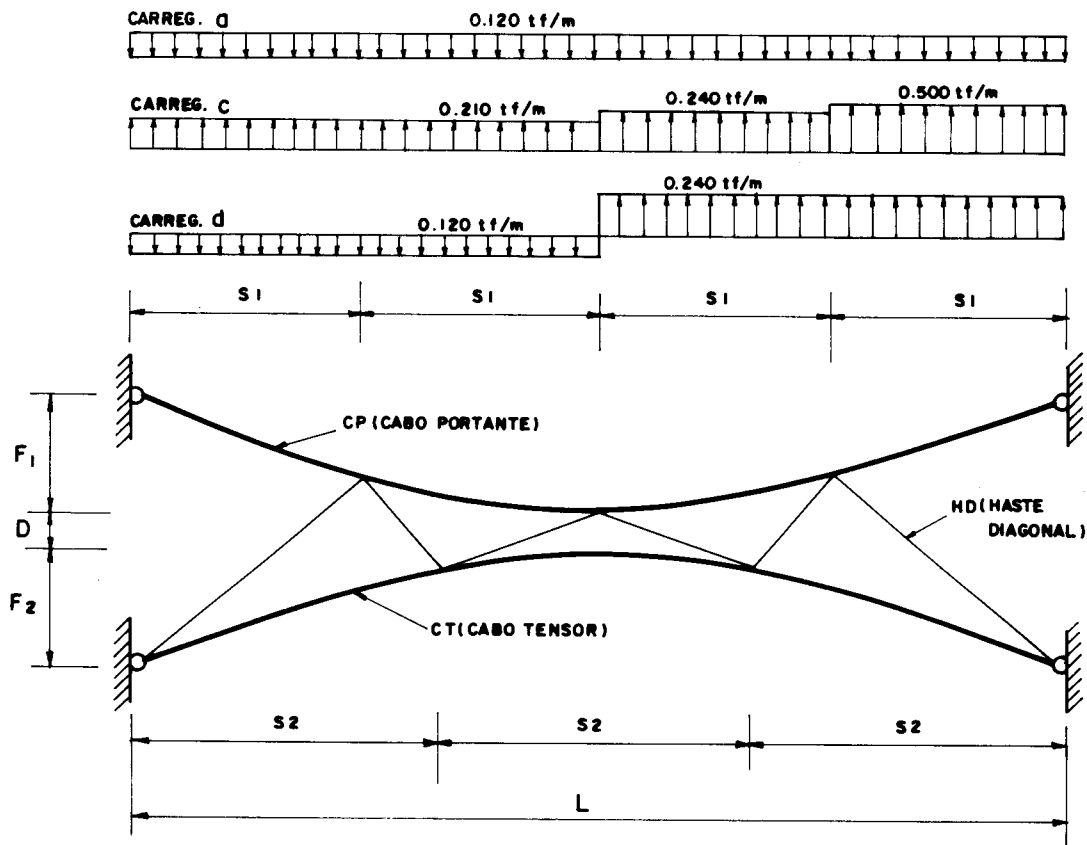 CARREG. a
0.120 tf/m
CARREG. c
0.210 tf/m
0.240 tf/m
0.500 tf/m
CARREG. d
0.120 tf/m
0.240 tf/m
S1
S1
S1
S1
CP (CABO PORTANTE)
F1
D
F2
HD (HASTE
DIAGONAL)
CT (CABO TENSOR)
S2
S2
S2
L